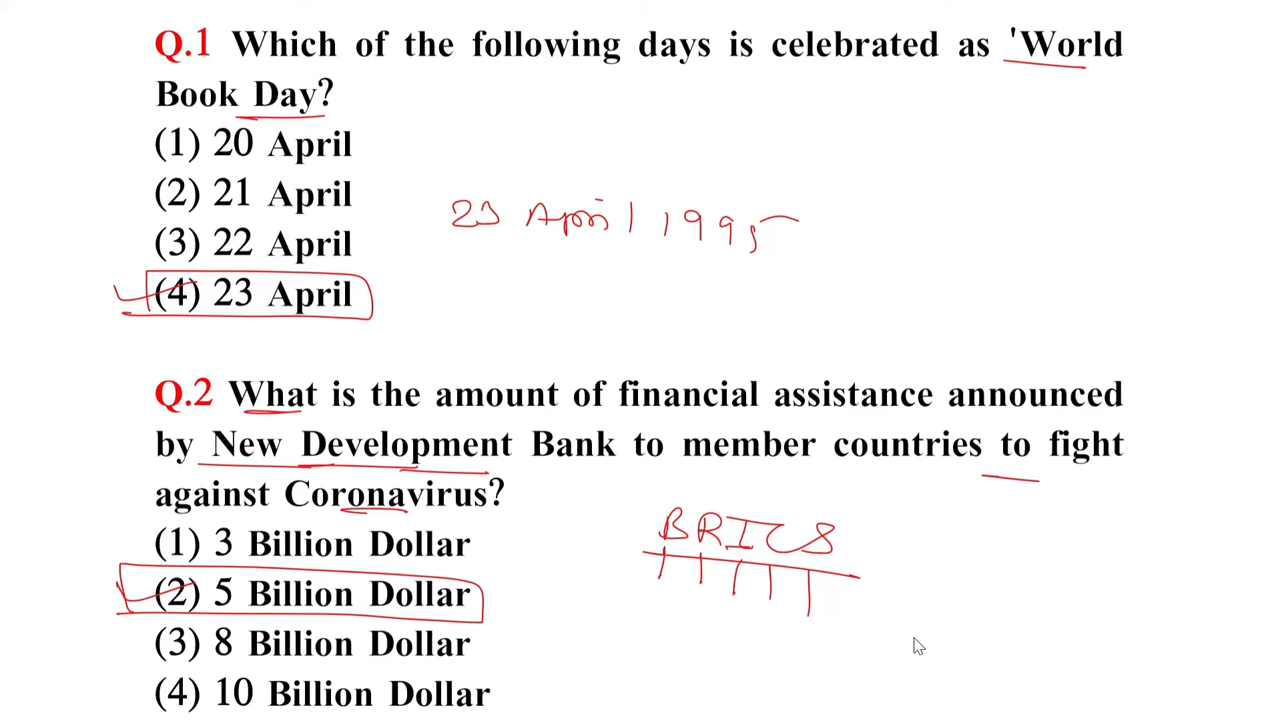 Q.1 Which of the following days is celebrated as 'World
Book Day?
(1) 20 April
(2) 21 April
(3) 22 April
(4) 23 April
23 April 1995
Q.2 What is the amount of financial assistance announced
by New Development Bank to member countries to fight
against Coronavirus?
(1) 3 Billion Dollar
(2) 5 Billion Dollar
(3) 8 Billion Dollar
(4) 10 Billion Dollar
BRICS